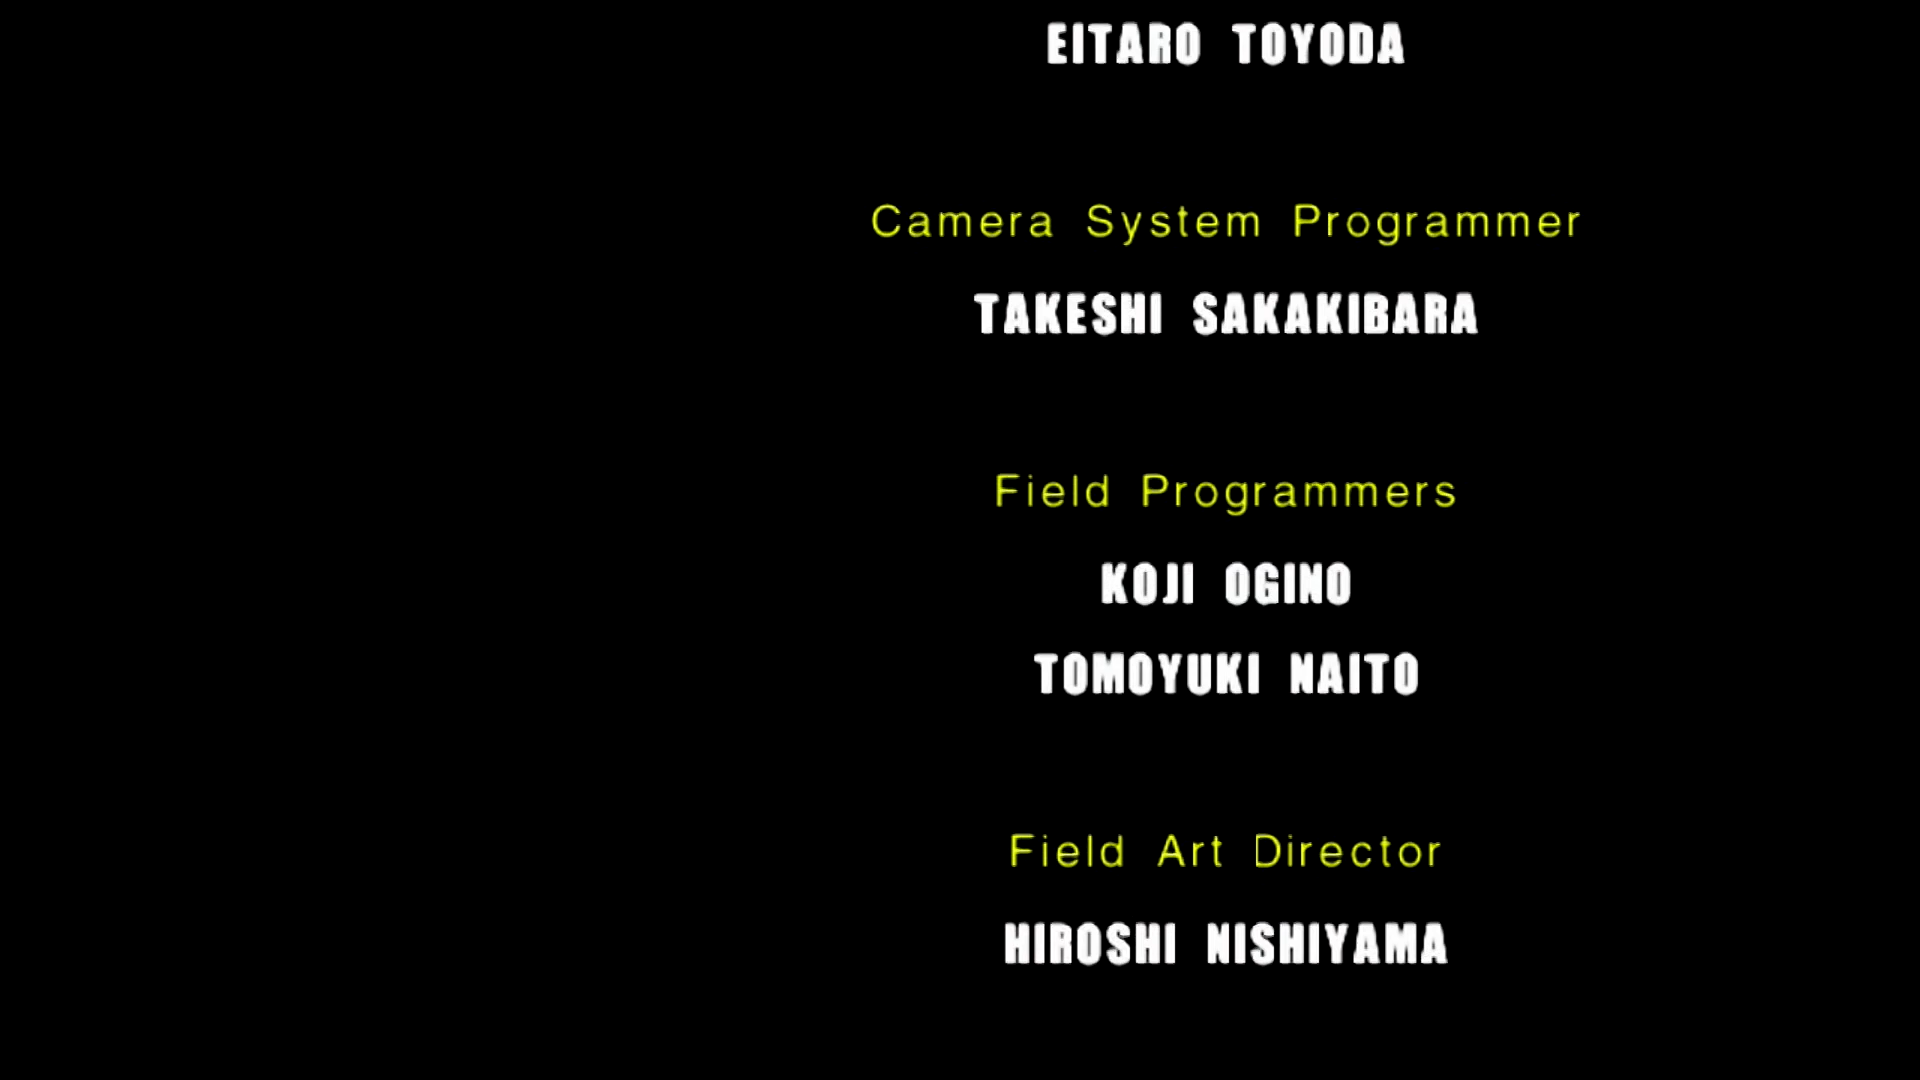 EITARO TOYODA
Camera System Programmer
TAKESHI SAKAKIBARA
Field Programmers
KOJI OGINO
TOMOYUKI NAITO
Field Art Director
HIROSHI NISHIYAMA